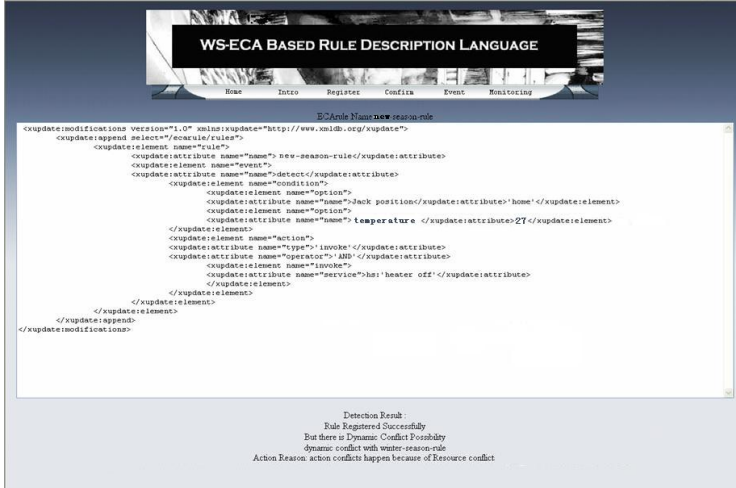 WS-ECA BASED RULE DESCRIPTION LANGUAGE
Home Intro Register Confirm Event Monitoring
ECArule Name new-season-rule
<xupdate:modifications version="1.0" xmlns:xupdate="http://www.xmldb.org/xupdate">
<xupdate:append select="/ecarule/rules">
<xupdate:element name="rule">
<xupdate:attribute name="name"> new-season-rule</xupdate:attribute>
<xupdate:element name="event">
<xupdate:attribute name="name">detect</xupdate:attribute>
<xupdate:element name="condition">
<xupdate:element name="option">
<xupdate:attribute name="name">Jack position</xupdate:attribute>'home'</xupdate:element>
<xupdate:element name="option">
<xupdate:attribute name="name"> temperature </xupdate:attribute>27</xupdate:element>
</xupdate:element>
<xupdate:element name="action">
<xupdate:attribute name="type">'invoke'</xupdate:attribute>
<xupdate:attribute name="operator">'AND'</xupdate:attribute>
<xupdate:element name="invoke">
<xupdate:attribute name="service">hs:'heater off'</xupdate:attribute>
</xupdate:element>
</xupdate:element>
</xupdate:element>
</xupdate:element>
</xupdate:append>
</xupdate:modifications>
Detection Result :
Rule Registered Successfully
But there is Dynamic Conflict Possibility
dynamic conflict with winter-season-rule
Action Reason: action conflicts happen because of Resource conflict